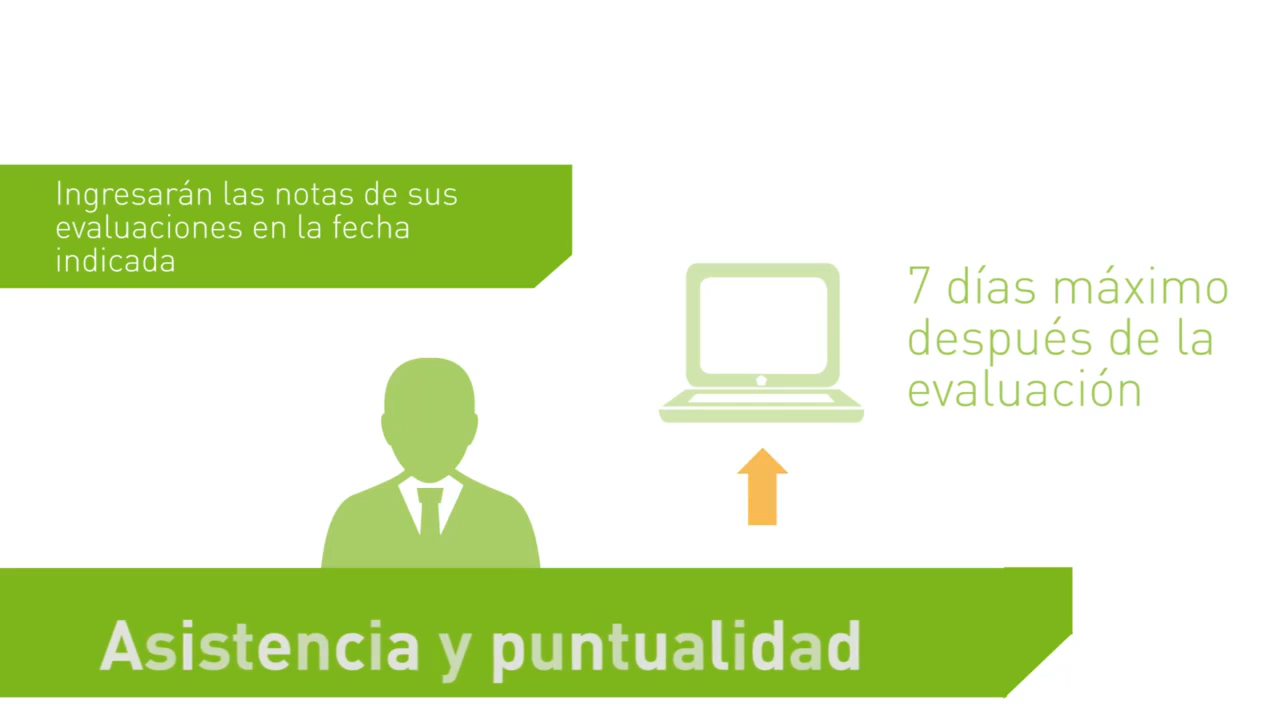 Ingresarán las notas de sus
evaluaciones en la fecha
indicada
7 días máximo
después de la
evaluación
Asistencia y puntualidad